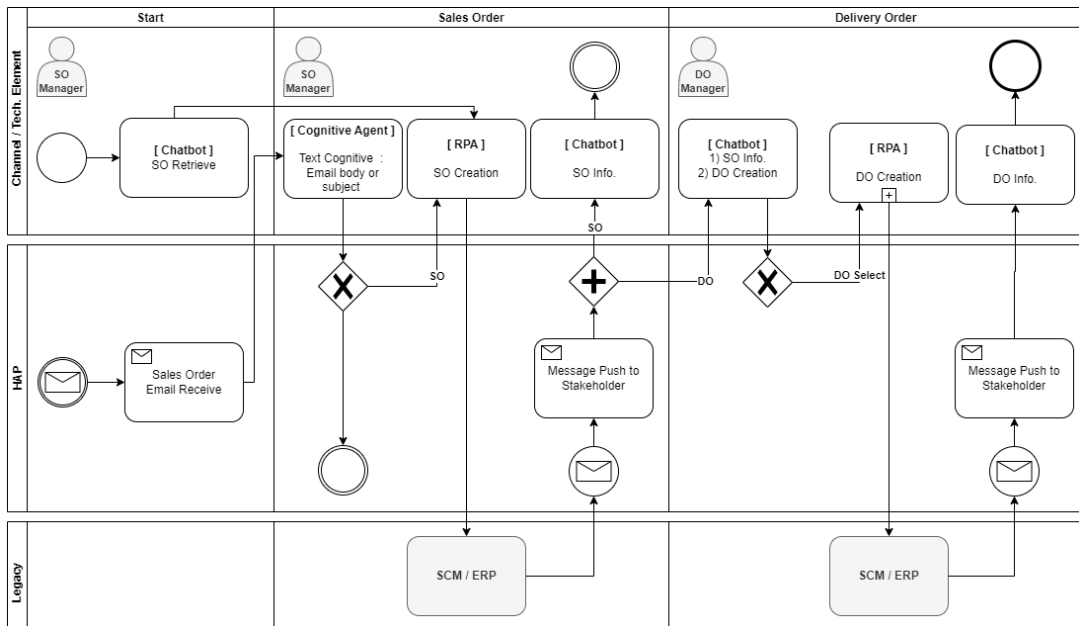 Start
Sales Order
Delivery Order
Channel / Tech. Element
SO
Manager
SO
Manager
DO
Manager
[ Chatbot ]
SO Retrieve
[ Cognitive Agent ]
Text Cognitive :
Email body or
subject
[ RPA ]
SO Creation
[ Chatbot ]
SO Info.
[ Chatbot ]
1) SO Info.
2) DO Creation
[ RPA ]
DO Creation
[ Chatbot ]
DO Info.
HAP
SO
SO
DO
DO Select
Sales Order
Email Receive
Message Push to
Stakeholder
Message Push to
Stakeholder
Legacy
SCM / ERP
SCM / ERP